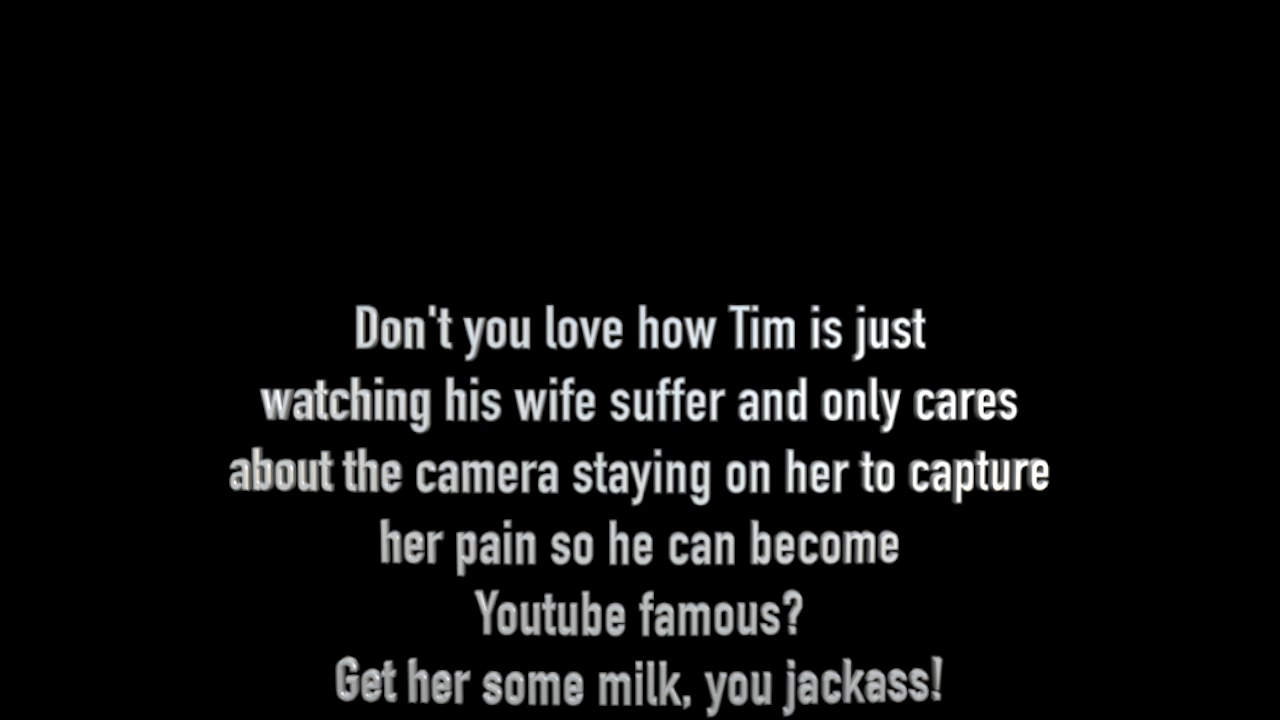 Don't you love how Tim is just
watching his wife suffer and only cares
about the camera staying on her to capture
her pain so he can become
Youtube famous?
Get her some milk, you jackass!